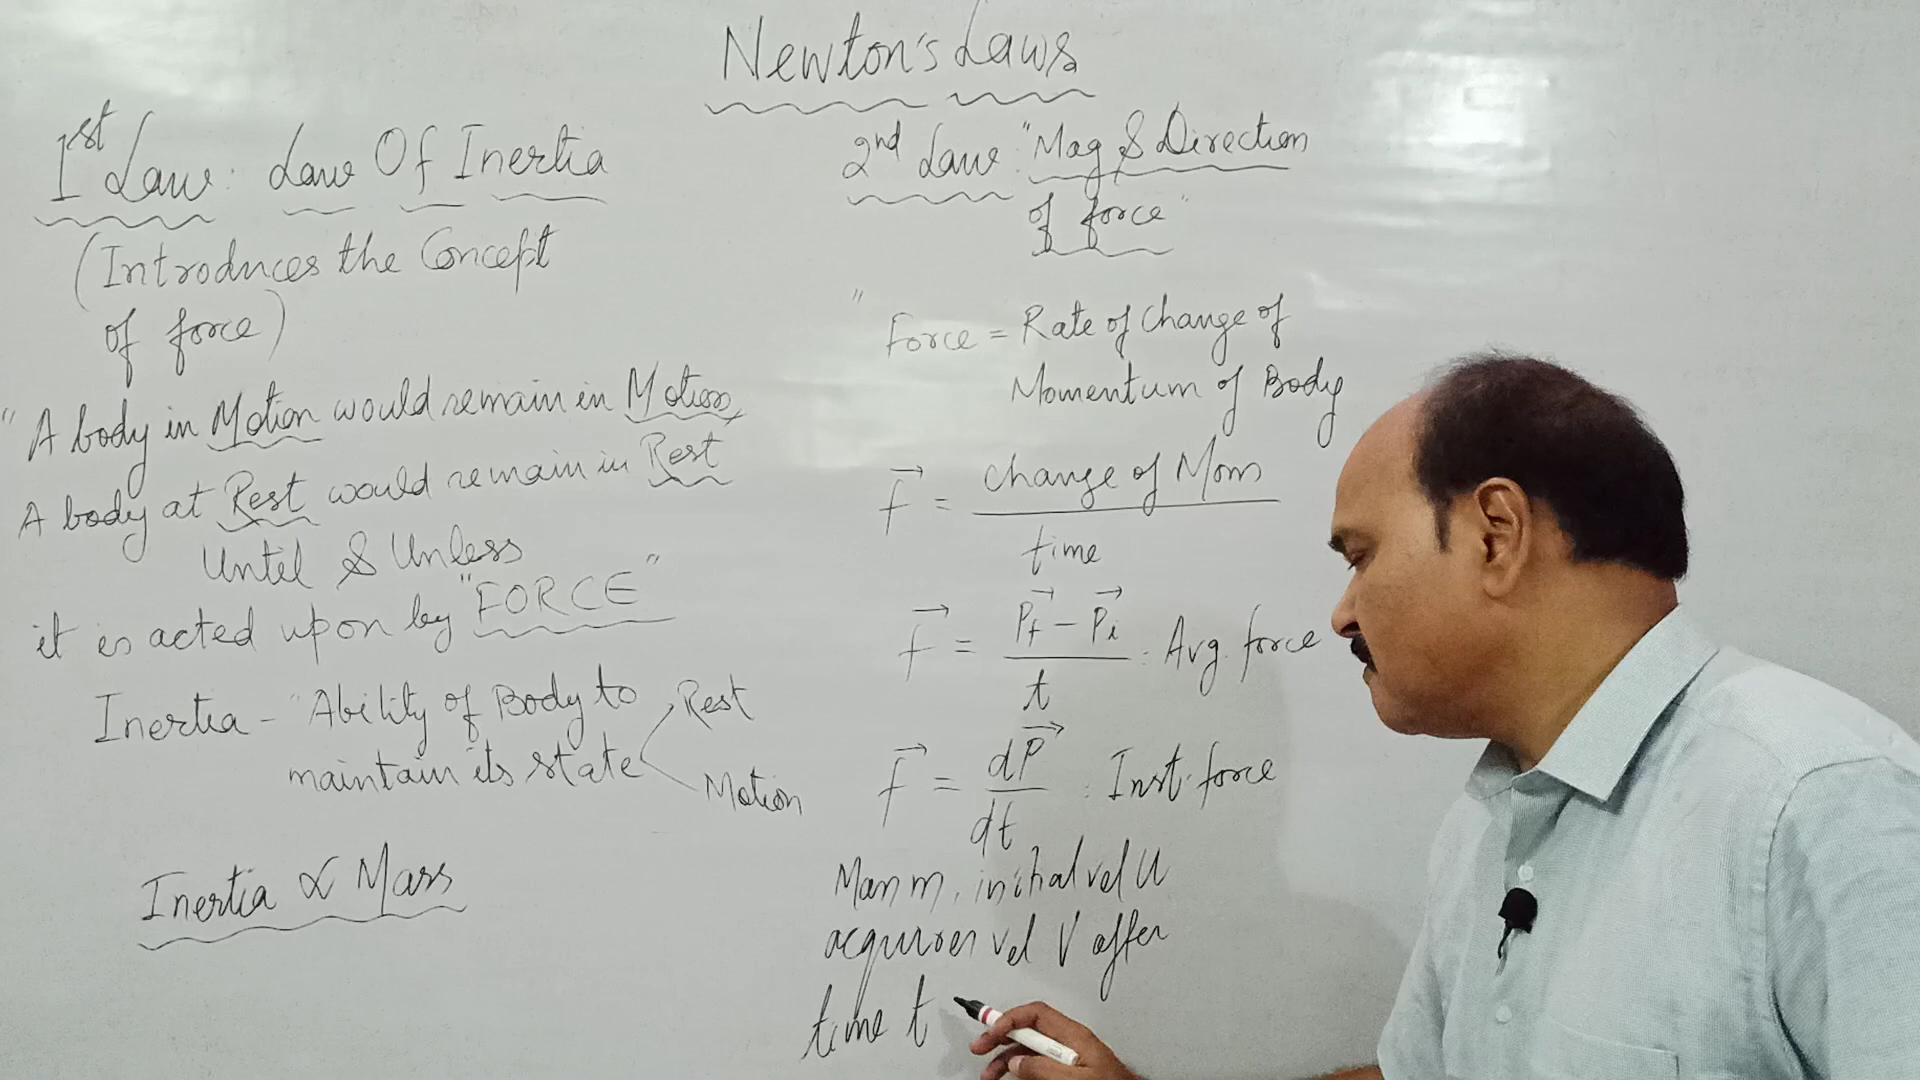 Newton's Laws
1st Law: Law Of Inertia
(Introduces the Concept
of force)
"A body in Motion would remain in Motion,
A body at Rest would remain in Rest
Until & Unless
it is acted upon by "FORCE"
Inertia - "Ability of Body to
maintain its state
Rest
Motion
Inertia ∝ Mass
2nd Law: "Mag & Direction
of force"
"Force = Rate of Change of
Momentum of Body
F⃗ = change of Mom
time
F⃗ = P⃗f - P⃗i : Avg. force
t
F⃗ = dP⃗ : Inst. force
dt
Mass m, initial vel u
acquires vel V after
time t